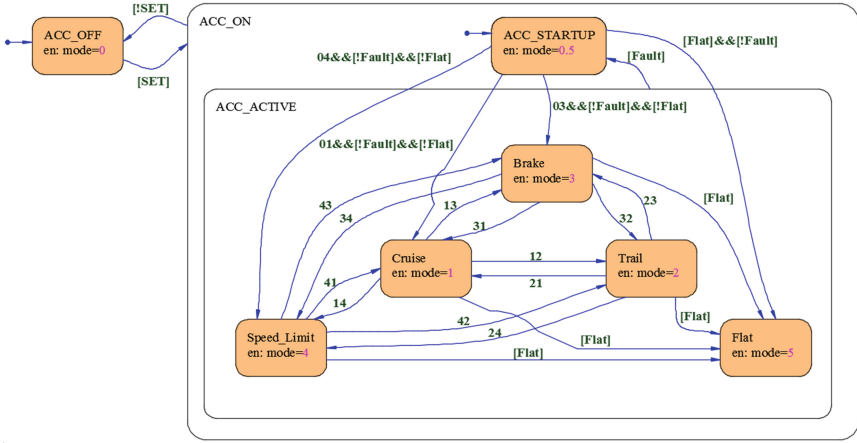 [!SET]
ACC_ON
ACC_OFF
en: mode=0
ACC_STARTUP
en: mode=0.5
[Flat]&&[!Fault]
[Fault]
04&&[!Fault]&&[!Flat]
[SET]
ACC_ACTIVE
03&&[!Fault]&&[!Flat]
01&&[!Fault]&&[!Flat]
Brake
en: mode=3
43
34
13
23
[Flat]
31
32
Cruise
en: mode=1
12
Trail
en: mode=2
41
21
14
42
24
[Flat]
Speed_Limit
en: mode=4
[Flat]
[Flat]
Flat
en: mode=5